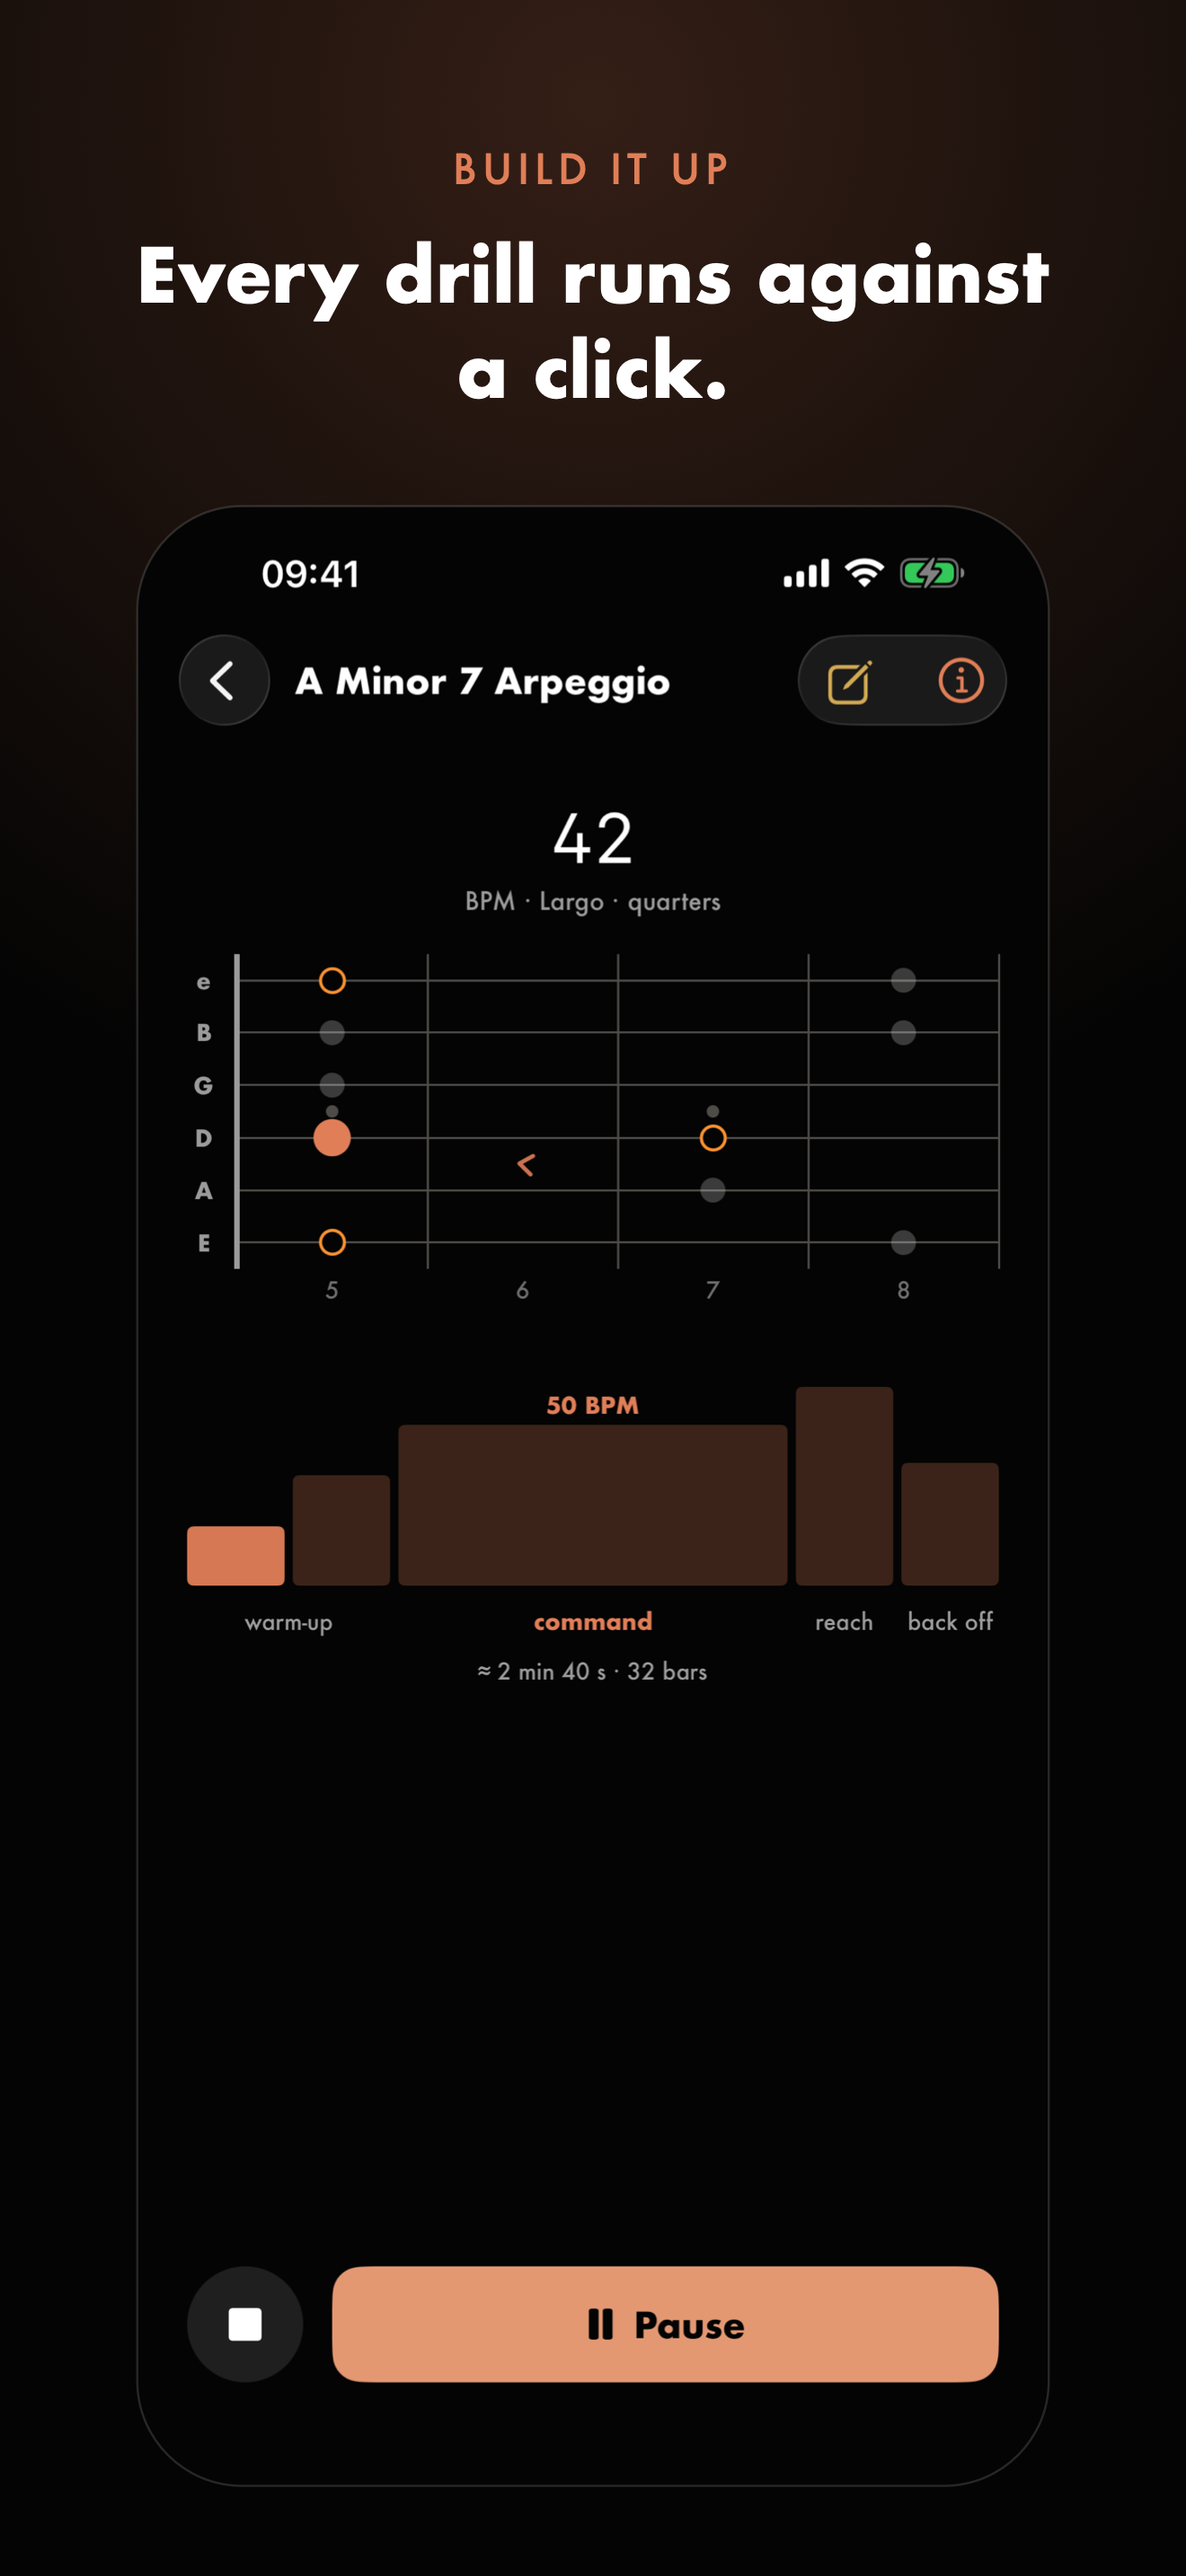 BUILD IT UP
Every drill runs against
a click.
09:41
A Minor 7 Arpeggio
42
BPM · Largo · quarters
e
B
G
D
A
E
5 6 7 8
50 BPM
warm-up command reach back off
≈ 2 min 40 s · 32 bars
Pause